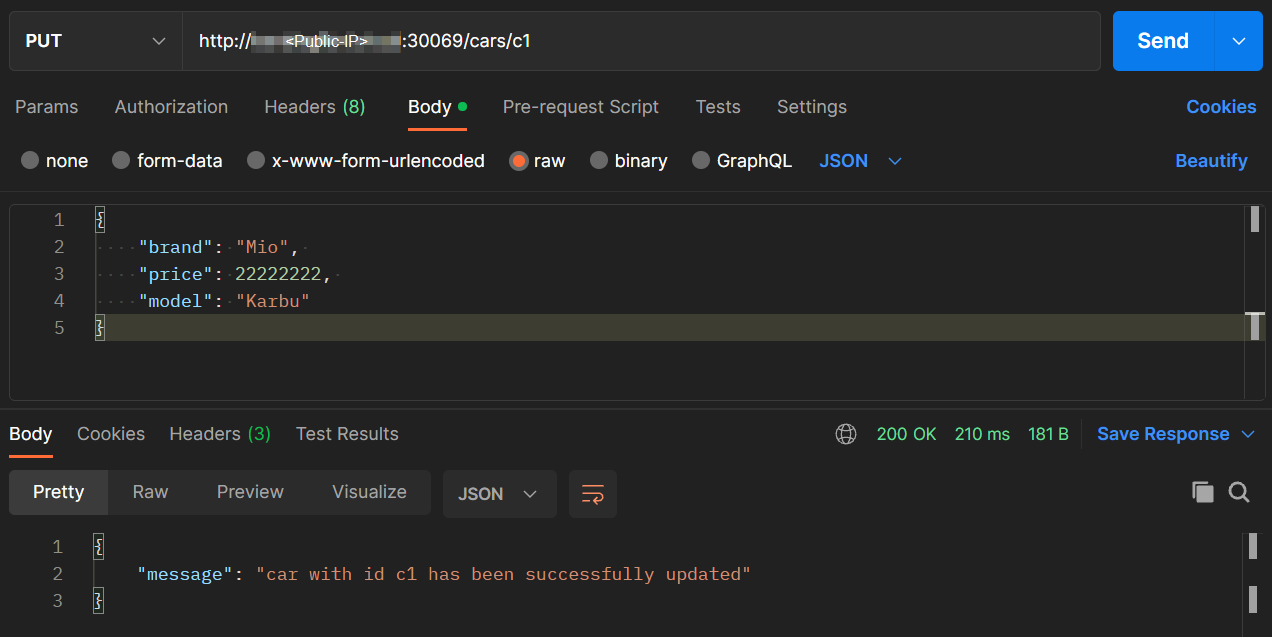 PUT http://<Public-IP>:30069/cars/c1 Send
Params Authorization Headers (8) Body Pre-request Script Tests Settings Cookies
none form-data x-www-form-urlencoded raw binary GraphQL JSON Beautify
1 {
2 "brand": "Mio",
3 "price": 22222222,
4 "model": "Karbu"
5 }
Body Cookies Headers (3) Test Results 200 OK 210 ms 181 B Save Response
Pretty Raw Preview Visualize JSON
1 {
2 "message": "car with id c1 has been successfully updated"
3 }